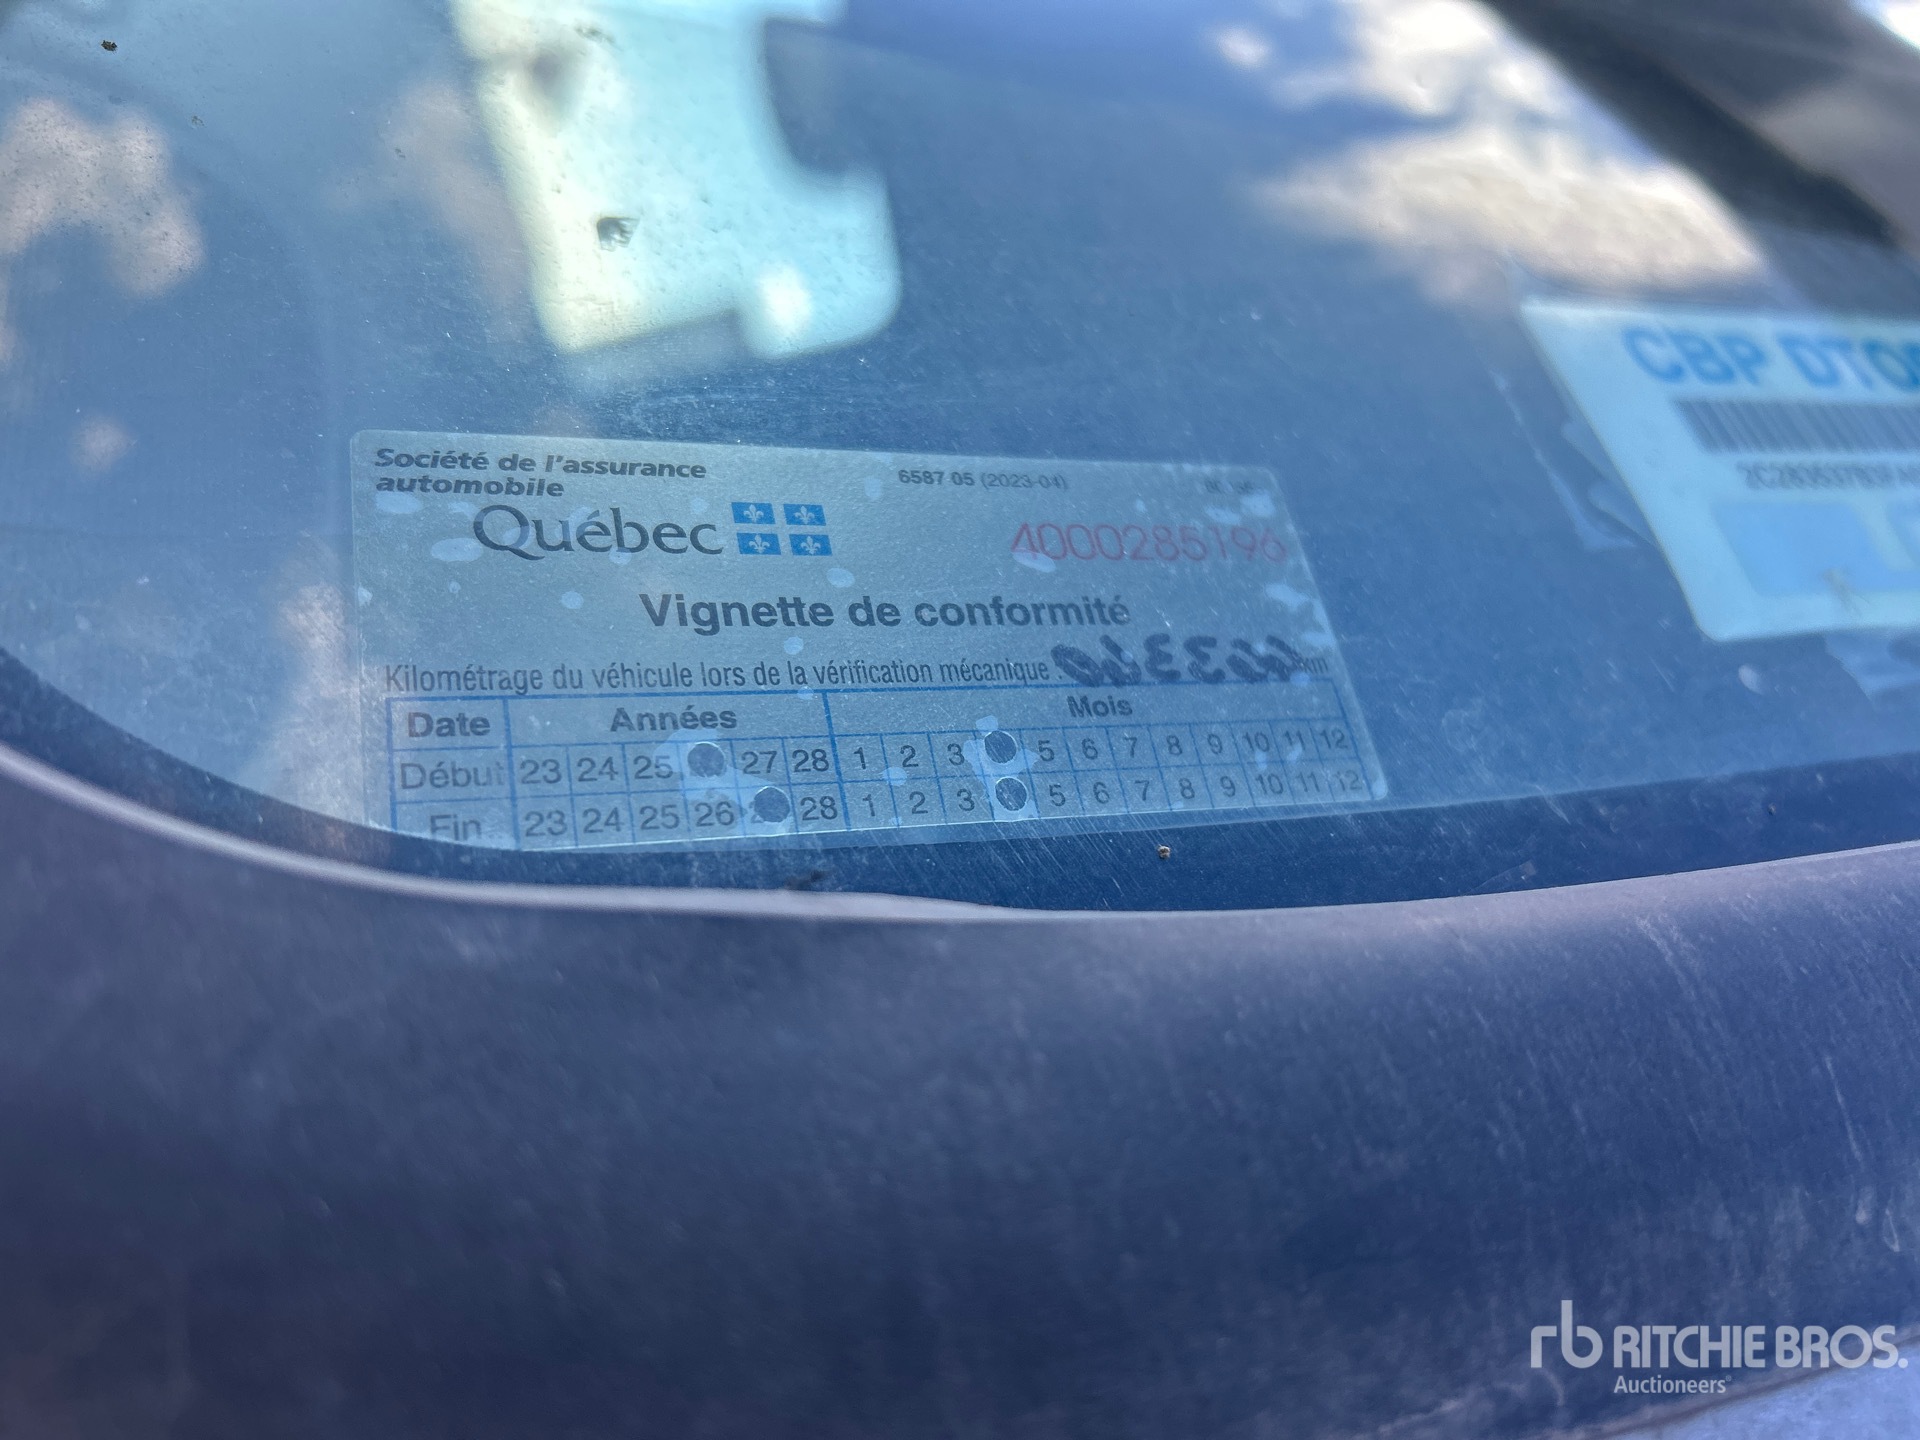 Société de l'assurance
automobile
Québec
6587 05 (2023-04)
4000285196
Vignette de conformité
Kilométrage du véhicule lors de la vérification mécanique : km
Date Années Mois
Début 23 24 25 27 28 1 2 3 5 6 7 8 9 10 11 12
Fin 23 24 25 26 28 1 2 3 5 6 7 8 9 10 11 12
CBP DTO
rb RITCHIE BROS.
Auctioneers